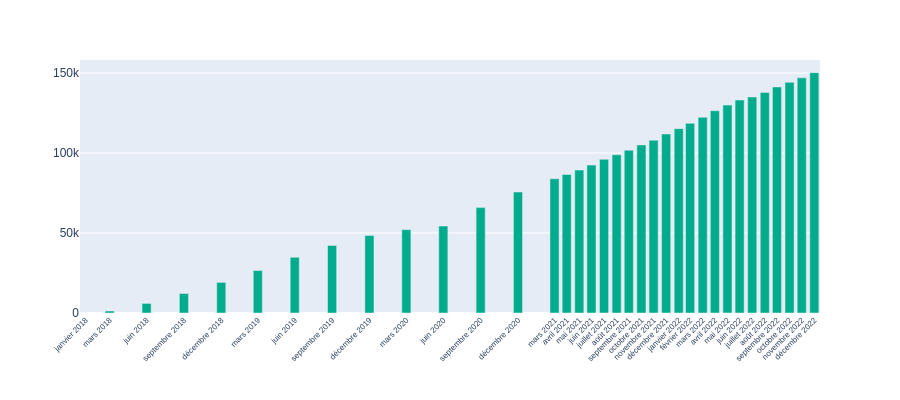 150k
100k
50k
0
janvier 2018
mars 2018
juin 2018
septembre 2018
décembre 2018
mars 2019
juin 2019
septembre 2019
décembre 2019
mars 2020
juin 2020
septembre 2020
décembre 2020
mars 2021
avril 2021
mai 2021
juin 2021
juillet 2021
août 2021
septembre 2021
octobre 2021
novembre 2021
décembre 2021
janvier 2022
février 2022
mars 2022
avril 2022
mai 2022
juin 2022
juillet 2022
août 2022
septembre 2022
octobre 2022
novembre 2022
décembre 2022